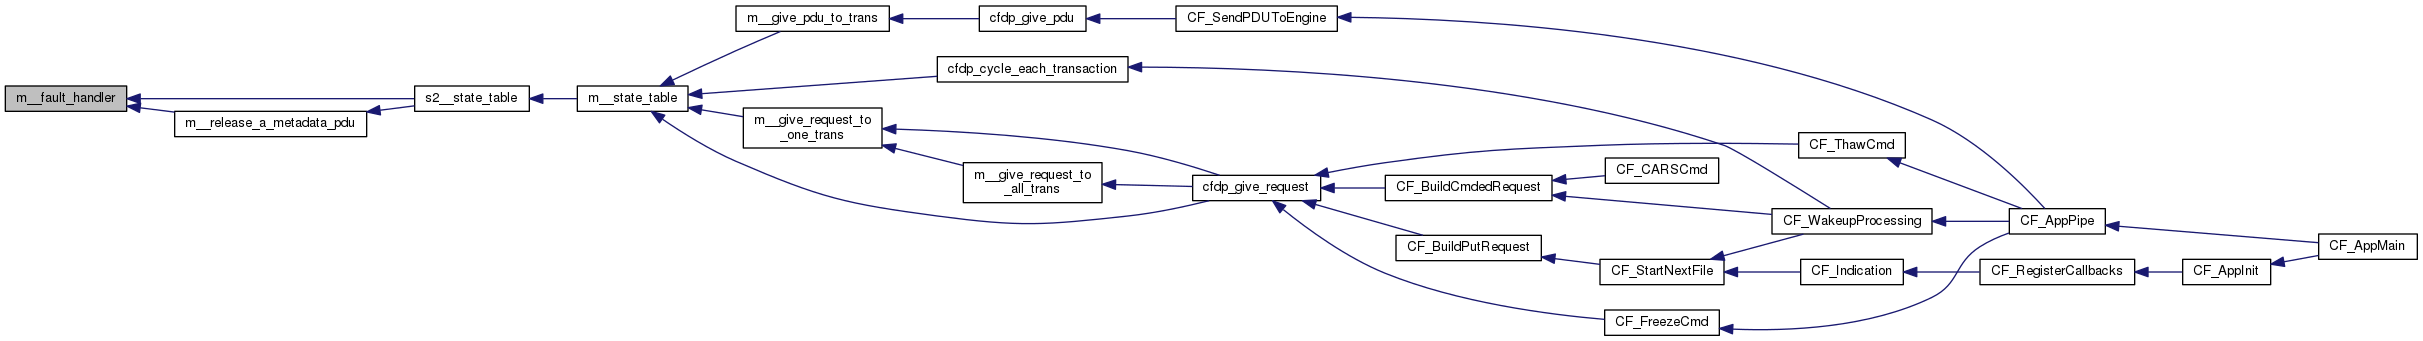 m__fault_handler
m__release_a_metadata_pdu
s2__state_table
m__state_table
m__give_pdu_to_trans
cfdp_give_pdu
CF_SendPDUToEngine
cfdp_cycle_each_transaction
m__give_request_to
_one_trans
m__give_request_to
_all_trans
cfdp_give_request
CF_ThawCmd
CF_BuildCmdedRequest
CF_CARSCmd
CF_BuildPutRequest
CF_StartNextFile
CF_FreezeCmd
CF_WakeupProcessing
CF_Indication
CF_RegisterCallbacks
CF_AppPipe
CF_AppInit
CF_AppMain